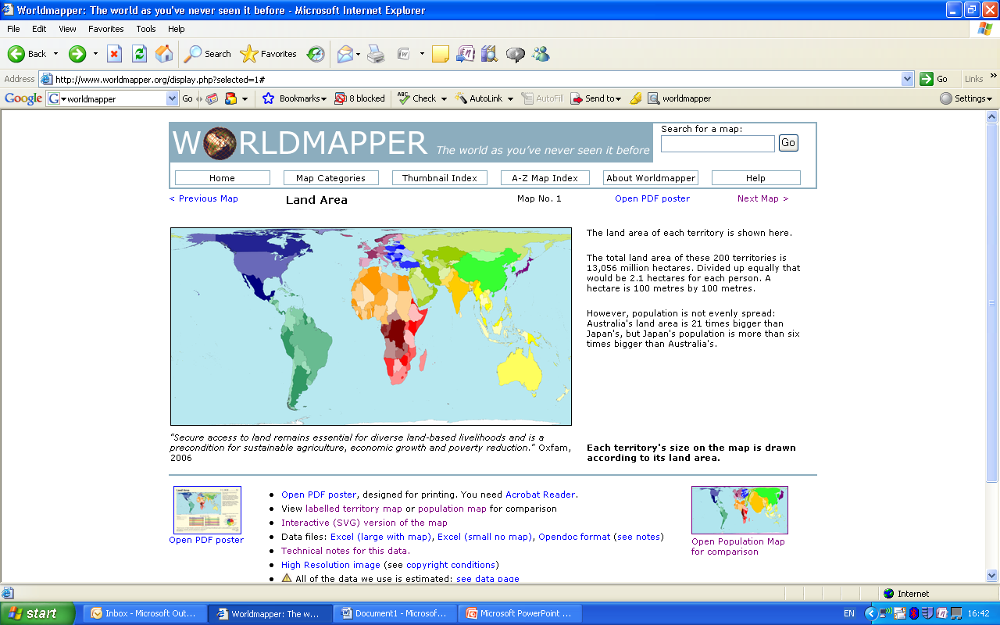 Worldmapper: The world as you've never seen it before - Microsoft Internet Explorer
File Edit View Favorites Tools Help
Back Search Favorites
Address http://www.worldmapper.org/display.php?selected=1# Go Links »
Google G worldmapper Go Bookmarks 8 blocked ABC Check AutoLink AutoFill Send to worldmapper Settings
WORLDMAPPER The world as you've never seen it before
Search for a map:
Go
Home Map Categories Thumbnail Index A-Z Map Index About Worldmapper Help
< Previous Map Land Area Map No. 1 Open PDF poster Next Map >
The land area of each territory is shown here.
The total land area of these 200 territories is
13,056 million hectares. Divided up equally that
would be 2.1 hectares for each person. A
hectare is 100 metres by 100 metres.
However, population is not evenly spread:
Australia's land area is 21 times bigger than
Japan's, but Japan's population is more than six
times bigger than Australia's.
"Secure access to land remains essential for diverse land-based livelihoods and is a
precondition for sustainable agriculture, economic growth and poverty reduction." Oxfam,
2006
Each territory's size on the map is drawn
according to its land area.
Open PDF poster
• Open PDF poster, designed for printing. You need Acrobat Reader.
• View labelled territory map or population map for comparison
• Interactive (SVG) version of the map
• Data files: Excel (large with map), Excel (small no map), Opendoc format (see notes)
• Technical notes for this data.
• High Resolution image (see copyright conditions)
• All of the data we use is estimated: see data page
Open Population Map
for comparison
Internet
start Inbox - Microsoft Out... Worldmapper: The w... Document1 - Microsof... Microsoft PowerPoint ... EN 16:42